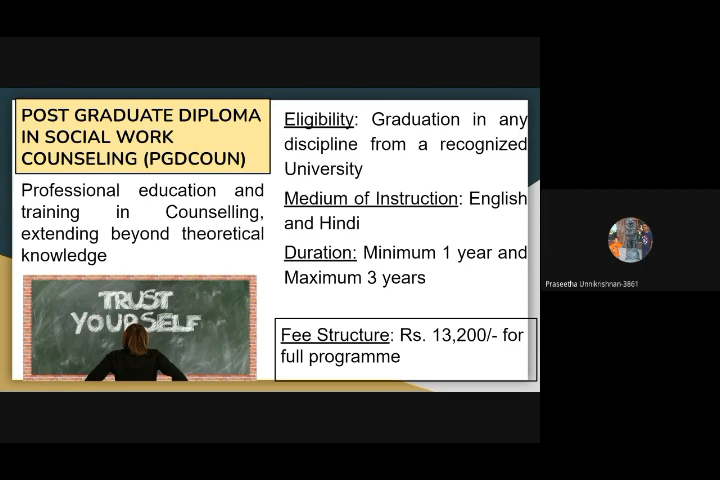 POST GRADUATE DIPLOMA
IN SOCIAL WORK
COUNSELING (PGDCOUN)
Professional education and
training in Counselling,
extending beyond theoretical
knowledge
TRUST
YOURSELF
Eligibility: Graduation in any
discipline from a recognized
University
Medium of Instruction: English
and Hindi
Duration: Minimum 1 year and
Maximum 3 years
Fee Structure: Rs. 13,200/- for
full programme
Praseetha Unnikrishnan-3861